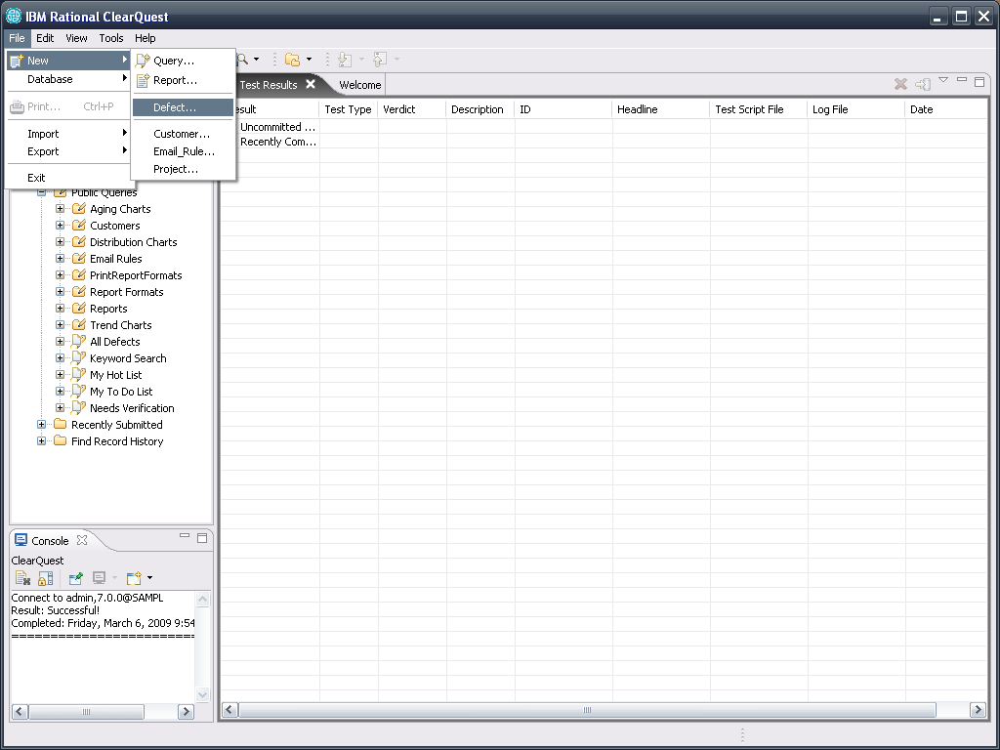 IBM Rational ClearQuest
File Edit View Tools Help
New
Database
Print... Ctrl+P
Import
Export
Exit
Query...
Report...
Defect...
Customer...
Email_Rule...
Project...
Test Results Welcome
Test Type Verdict Description ID Headline Test Script File Log File Date
Uncommitted ...
Recently Com...
Public Queries
Aging Charts
Customers
Distribution Charts
Email Rules
PrintReportFormats
Report Formats
Reports
Trend Charts
All Defects
Keyword Search
My Hot List
My To Do List
Needs Verification
Recently Submitted
Find Record History
Console
ClearQuest
Connect to admin,7.0.0@SAMPL
Result: Successful!
Completed: Friday, March 6, 2009 9:54
========================